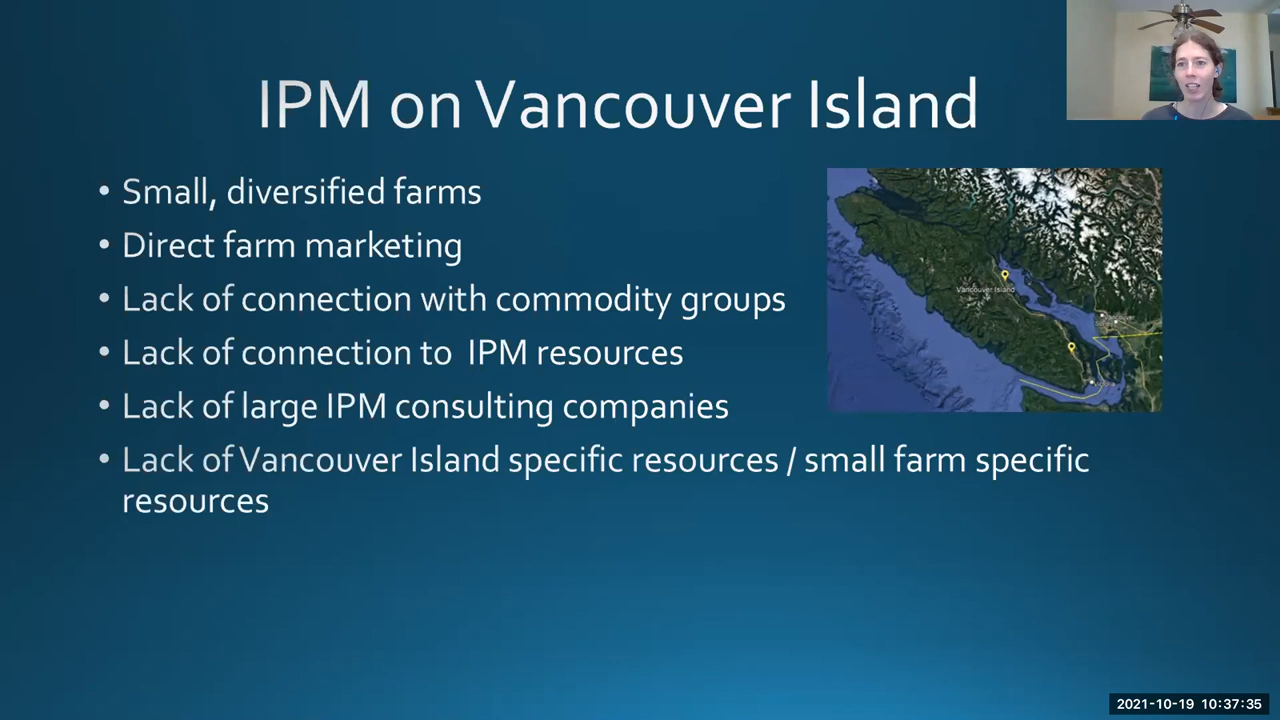 IPM on Vancouver Island
• Small, diversified farms
• Direct farm marketing
• Lack of connection with commodity groups
• Lack of connection to  IPM resources
• Lack of large IPM consulting companies
• Lack of Vancouver Island specific resources / small farm specific
resources
Vancouver Island
2021-10-19 10:37:35